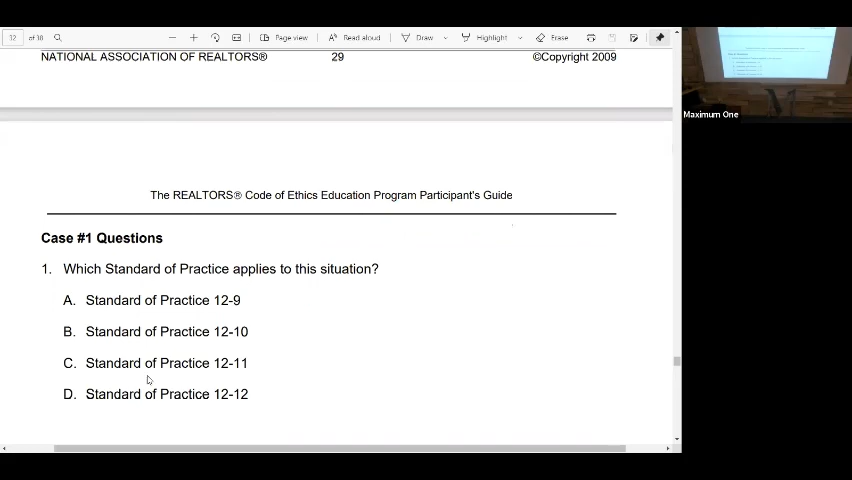 12 of 38 Page view Read aloud Draw Highlight Erase
NATIONAL ASSOCIATION OF REALTORS® 29 ©Copyright 2009
Maximum One
The REALTORS® Code of Ethics Education Program Participant's Guide
Case #1 Questions
1. Which Standard of Practice applies to this situation?
A. Standard of Practice 12-9
B. Standard of Practice 12-10
C. Standard of Practice 12-11
D. Standard of Practice 12-12